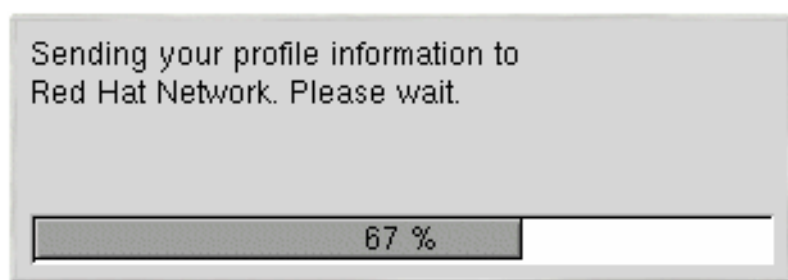 Sending your profile information to
Red Hat Network. Please wait.
67 %